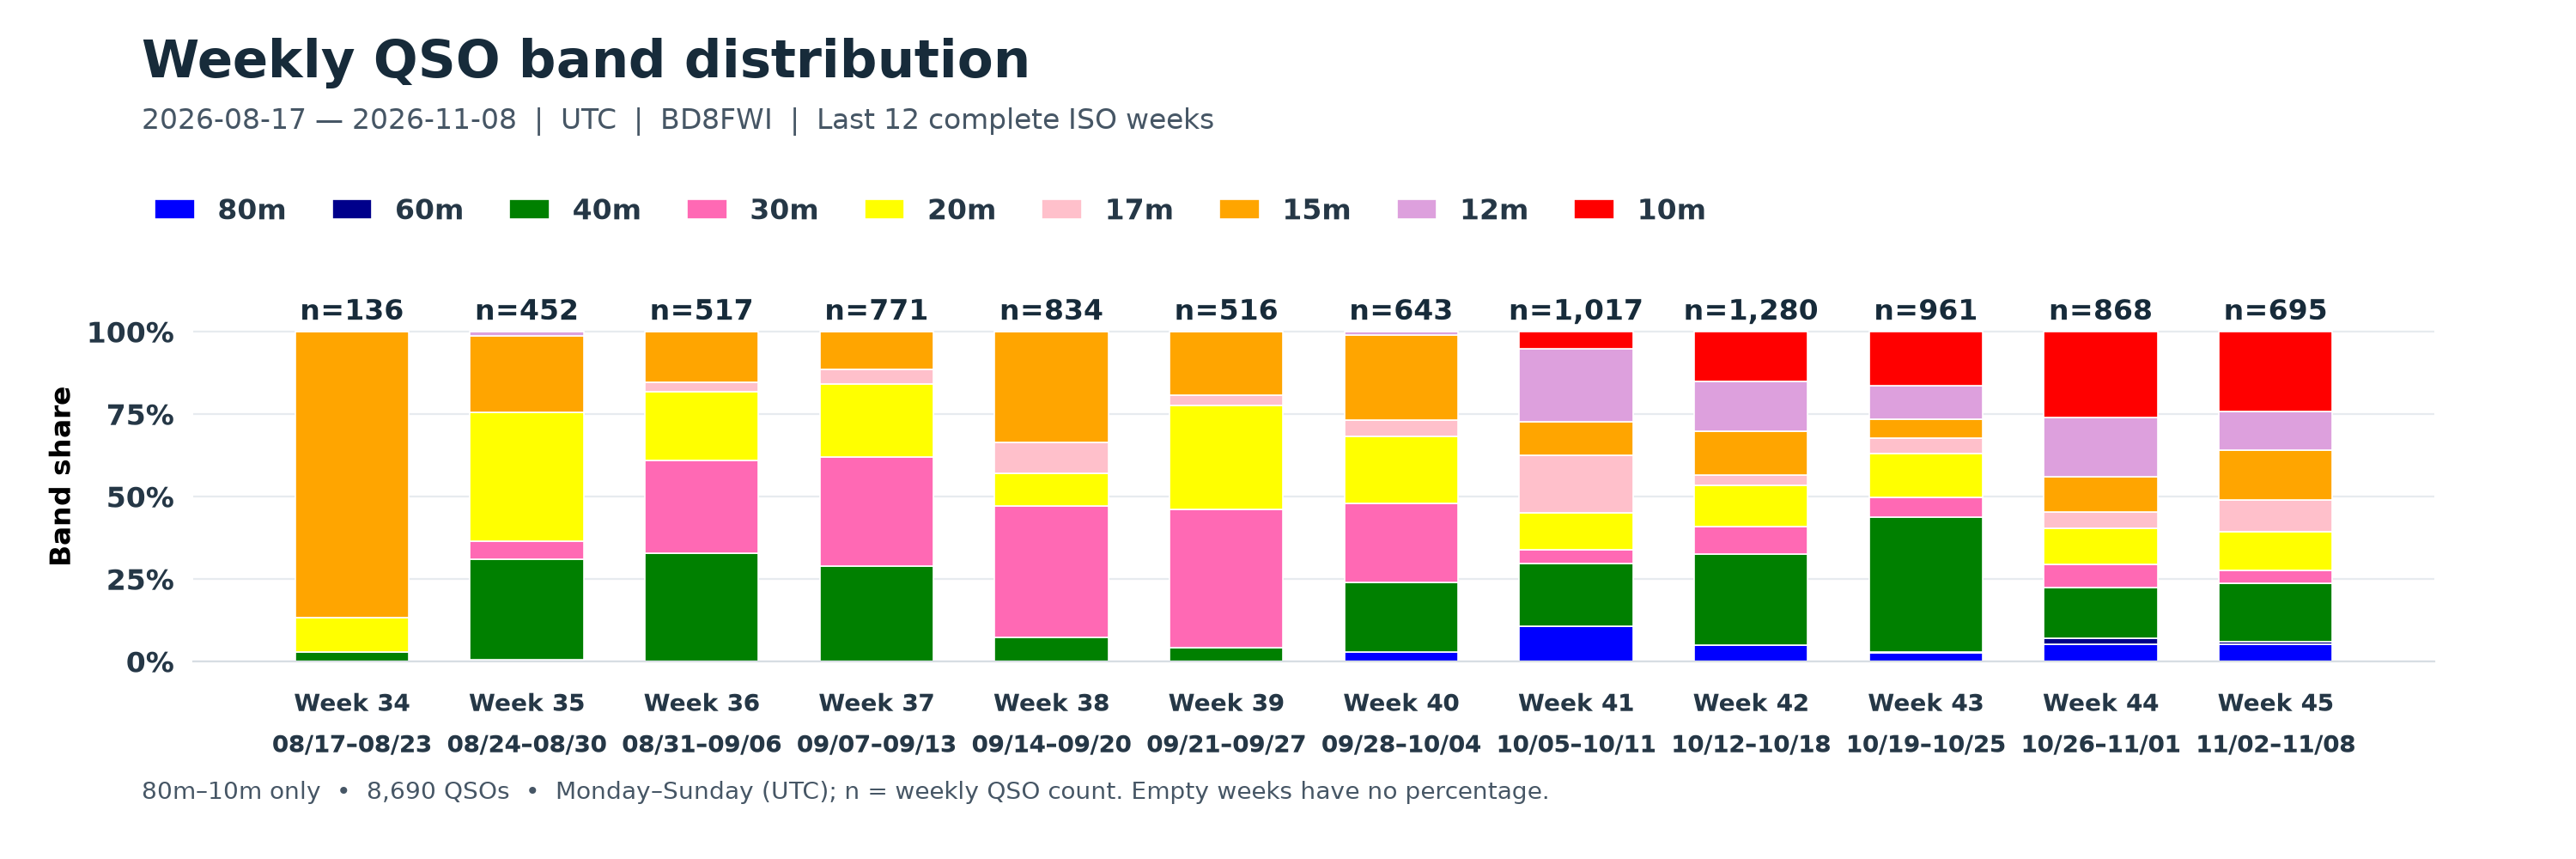 Weekly QSO band distribution
2026-08-17 — 2026-11-08 | UTC | BD8FWI | Last 12 complete ISO weeks
80m 60m 40m 30m 20m 17m 15m 12m 10m
n=136 n=452 n=517 n=771 n=834 n=516 n=643 n=1,017 n=1,280 n=961 n=868 n=695
Band share
100%
75%
50%
25%
0%
Week 34 Week 35 Week 36 Week 37 Week 38 Week 39 Week 40 Week 41 Week 42 Week 43 Week 44 Week 45
08/17–08/23 08/24–08/30 08/31–09/06 09/07–09/13 09/14–09/20 09/21–09/27 09/28–10/04 10/05–10/11 10/12–10/18 10/19–10/25 10/26–11/01 11/02–11/08
80m–10m only • 8,690 QSOs • Monday–Sunday (UTC); n = weekly QSO count. Empty weeks have no percentage.